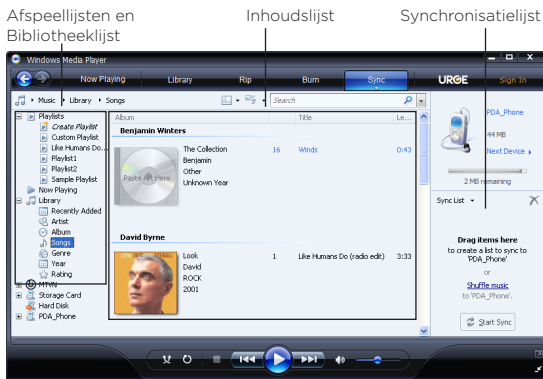 Afspeellijsten en Bibliotheeklijst
Inhoudslijst
Synchronisatielijst
Windows Media Player
Now Playing
Library
Rip
Burn
Sync
URGE
Sign In
Music
Library
Songs
Search
Playlists
Create Playlist
Custom Playlist
Like Humans Do...
Playlist1
Playlist2
Sample Playlist
Now Playing
Library
Recently Added
Artist
Album
Songs
Genre
Year
Rating
MTVN
Storage Card
Hard Disk
PDA_Phone
Album
Title
Le...
Benjamin Winters
Paste Art Here
The Collection
16
Winds
0:43
Benjamin
Other
Unknown Year
David Byrne
Look
1
Like Humans Do (radio edit)
3:33
David
ROCK
2001
PDA_Phone
44 MB
Next Device
2 MB remaining
Sync List
Drag items here
to create a list to sync to
'PDA_Phone'
or
Shuffle music
to 'PDA_Phone'.
Start Sync